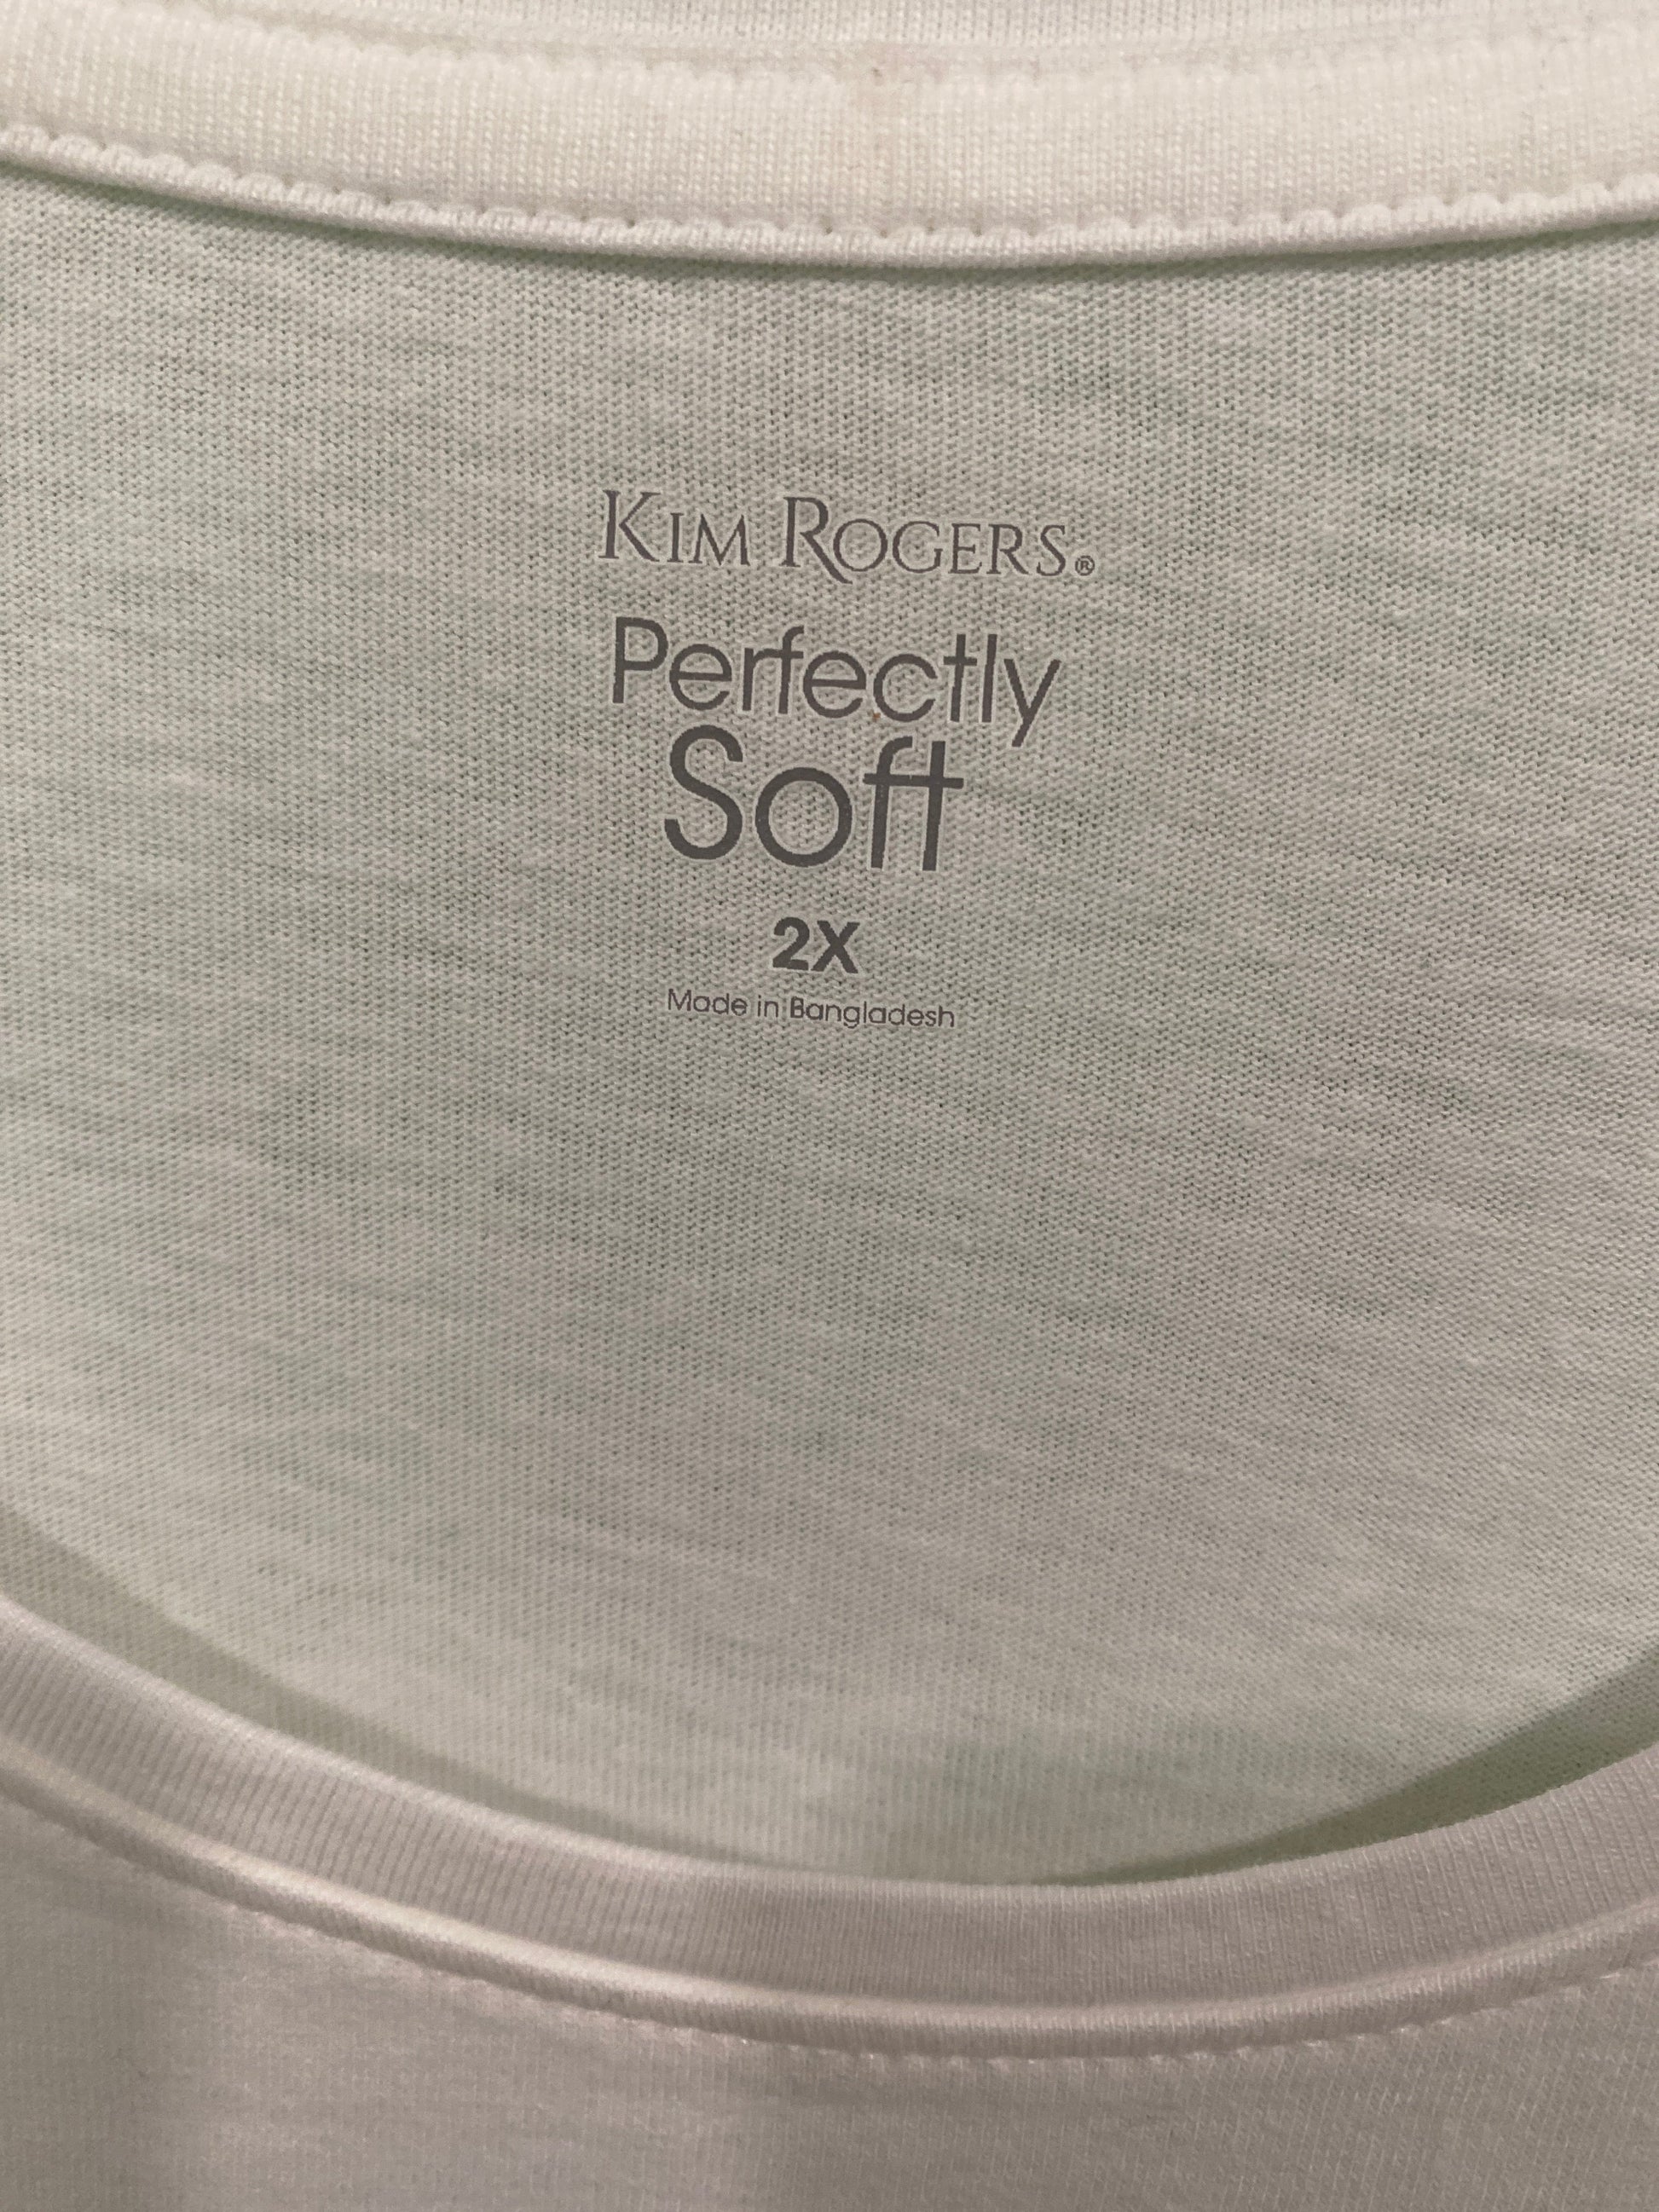 KIM ROGERS®
Perfectly
Soft
2X
Made in Bangladesh